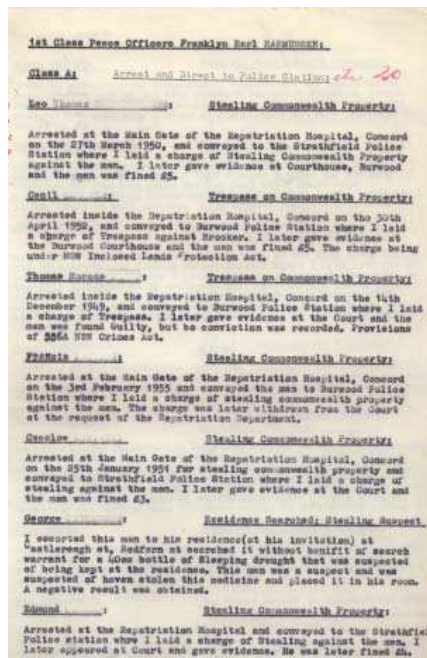 1st Class Peace Officers Franklyn Earl RASMUSSEN:
Class A: Arrest and Direct to Police Station: 20
Leo Thomas : Stealing Commonwealth Property:
Arrested at the Main Gate of the Repatriation Hospital, Concord
on the 27th March 1950, and conveyed to the Strathfield Police
Station where I laid a charge of Stealing Commonwealth Property
against the man. I later gave evidence at Courthouse, Burwood
and the man was fined £5.
Cecil : Trespass on Commonwealth Property:
Arrested inside the Repatriation Hospital, Concord on the 30th
April 1952, and conveyed to Burwood Police Station where I laid
a charge of Trespass against Brooker. I later gave evidence at
the Burwood Courthouse and the man was fined £5. The charge being
under NSW Inclosed Lands Protection Act.
Thomas Horace : Trespass on Commonwealth Property:
Arrested inside the Repatriation Hospital, Concord on the 14th
December 1949, and conveyed to Burwood Police Station where I laid
a charge of Trespass. I later gave evidence at the Court and the
man was found Guilty, but no conviction was recorded. Provisions
of 556A NSW Crimes Act.
Francis : Stealing Commonwealth Property:
Arrested at the Main Gate of the Repatriation Hospital, Concord
on the 3rd February 1955 and conveyed the man to Burwood Police
Station where I laid a charge of stealing commonwealth property
against the man. The charge was later withdrawn from the Court
at the request of the Repatriation Department.
Onslow : Stealing Commonwealth Property:
Arrested at the Main Gate of the Repatriation Hospital, Concord
on the 25th January 1951 for stealing commonwealth property and
conveyed to Strathfield Police Station where I laid a charge of
stealing against the man. I later gave evidence at the Court and
the man was fined £3.
George : Residence Searched: Stealing Suspect
I escorted this man to his residence(at his invitation) at
Castlereagh st, Redfern at searched it without benifit of search
warrant for a 40oz bottle of Sleeping draught that was suspected
of being kept at the residence. This man was a suspect and was
suspected of haven stolen this medicine and placed it in his room.
A negative result was obtained.
Edmund : Stealing Commonwealth Property:
Arrested at the Repatriation Hospital and conveyed to the Strathfiel
Police station whre I laid a sharge of Stealing against the man. I
later appeared at Court and gave evidence. He was later fined £4.